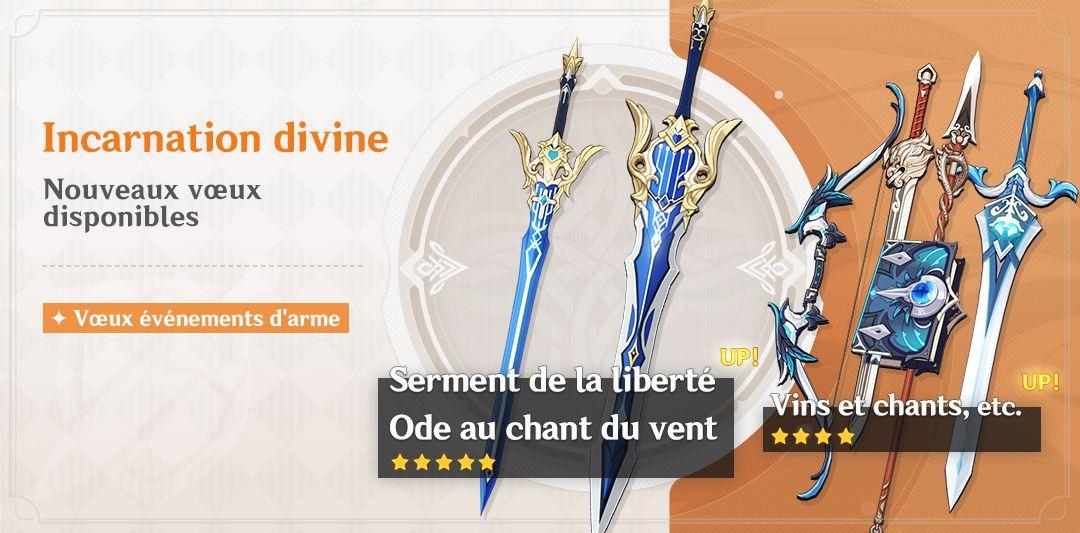 Incarnation divine
Nouveaux vœux
disponibles
✦ Vœux événements d'arme
UP!
Serment de la liberté
Ode au chant du vent
UP!
Vins et chants, etc.